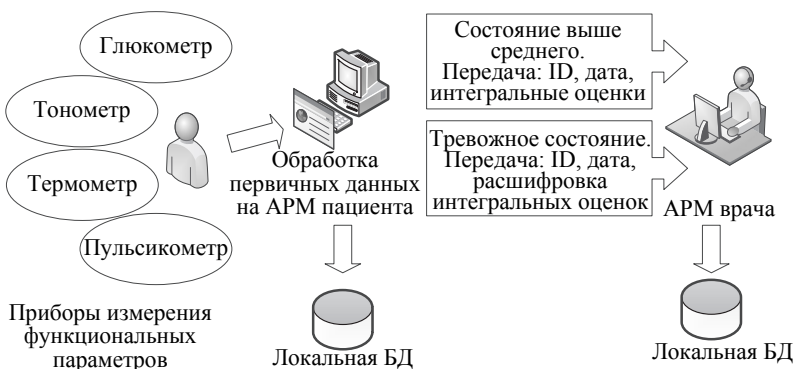 Глюкометр
Тонометр
Термометр
Пульсикометр
Приборы измерения
функциональных
параметров
Обработка
первичных данных
на АРМ пациента
Локальная БД
Состояние выше
среднего.
Передача: ID, дата,
интегральные оценки
Тревожное состояние.
Передача: ID, дата,
расшифровка
интегральных оценок
АРМ врача
Локальная БД